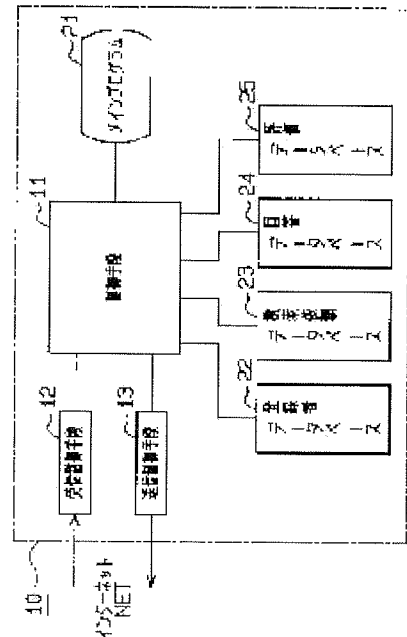 10
インターネット
NET
12
受信制御手段
13
送信制御手段
11
制御手段
21
メインプログラム
22
登録者
データベース
23
データベース
24
データベース
25
データベース